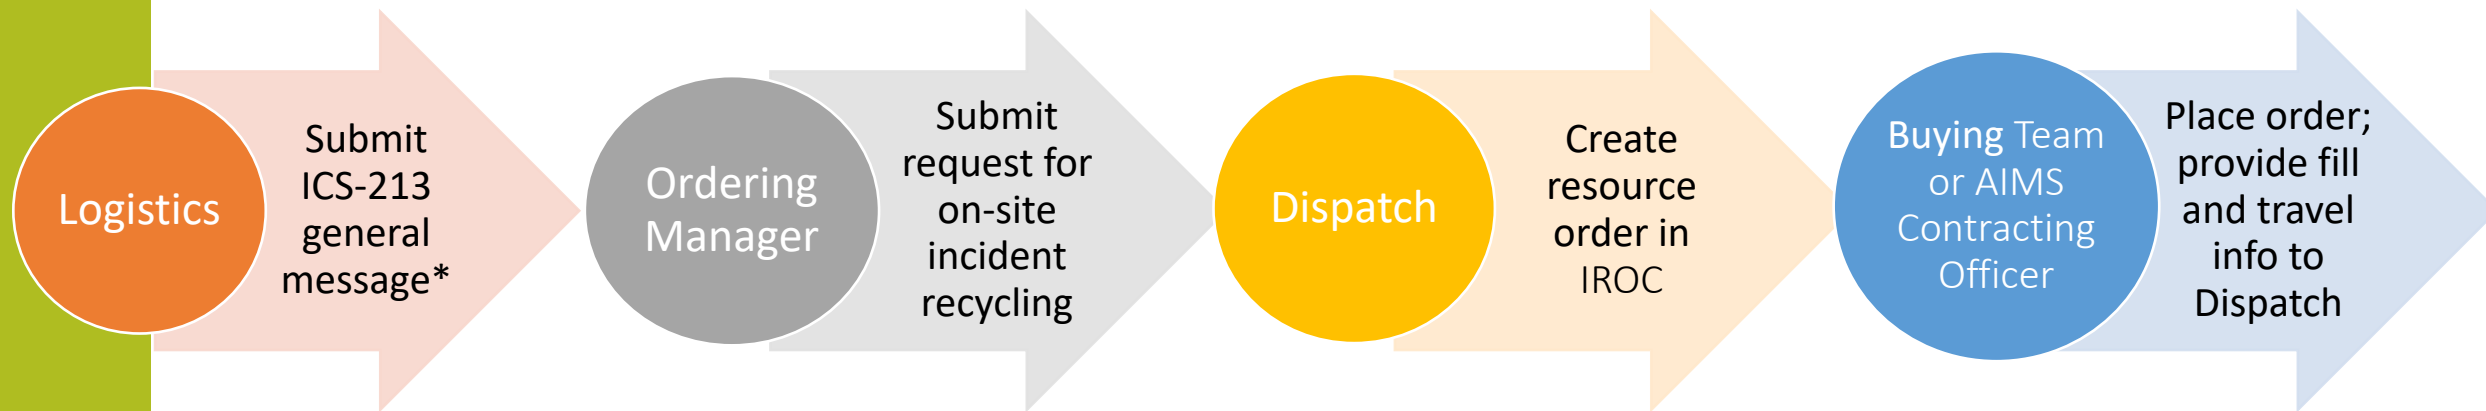 Logistics
Submit
ICS-213
general
message*
Ordering
Manager
Submit
request for
on-site
incident
recycling
Dispatch
Create
resource
order in
IROC
Buying Team
or AIMS
Contracting
Officer
Place order;
provide fill
and travel
info to
Dispatch